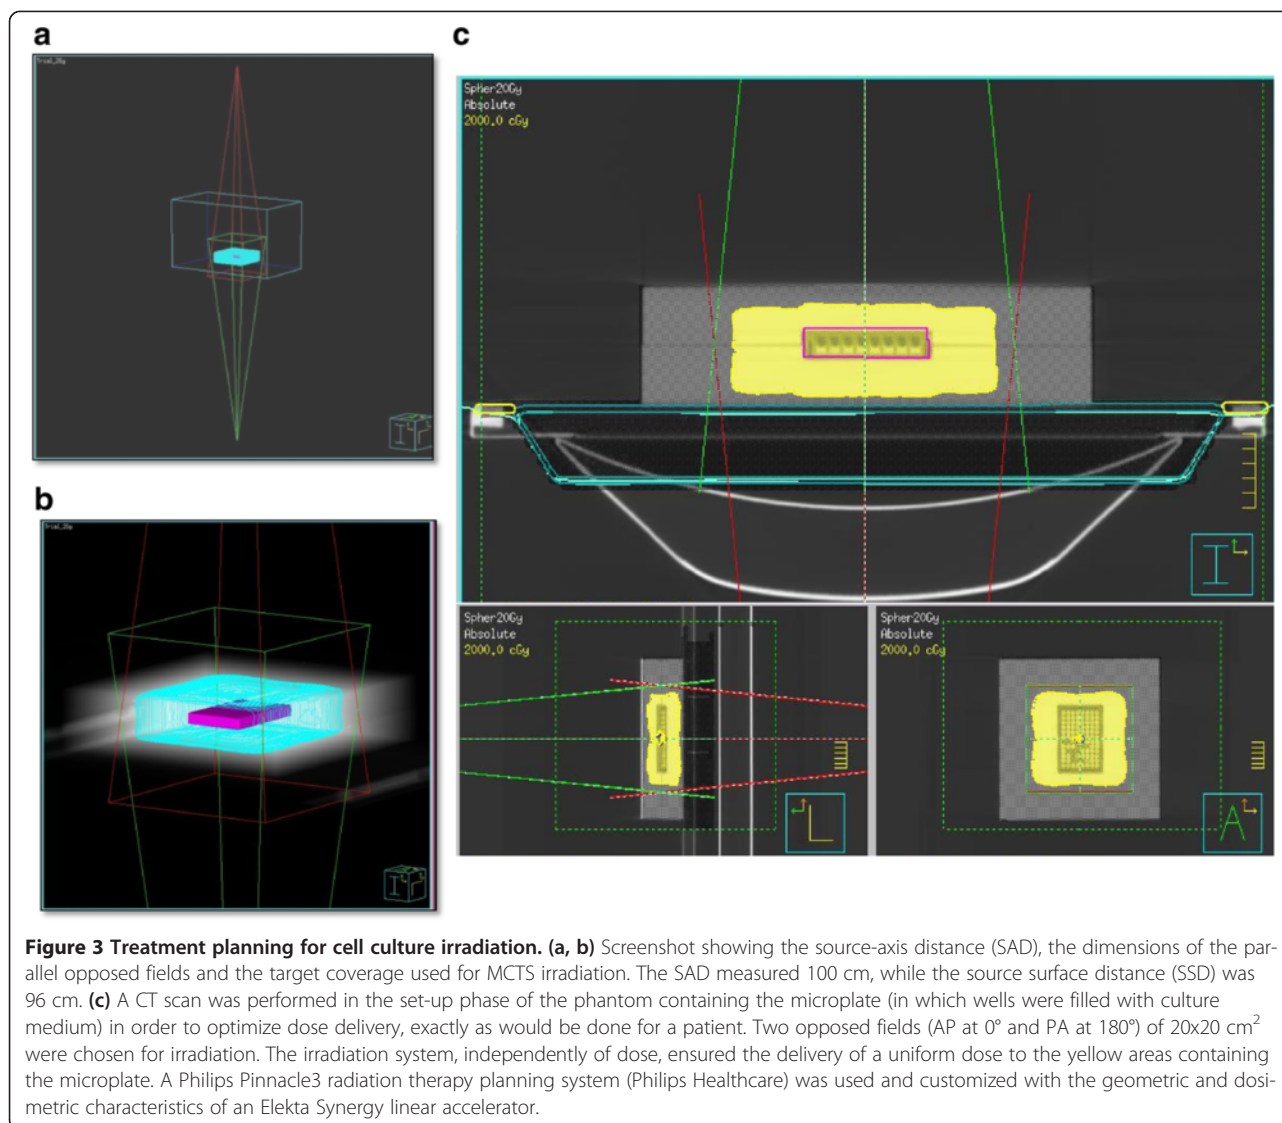 a
c
Trial_20g
Spher20Gy
Absolute
2000.0 cGy
I
b
Trial_20g
I
Spher20Gy
Absolute
2000.0 cGy
L
Spher20Gy
Absolute
2000.0 cGy
A
I
Figure 3 Treatment planning for cell culture irradiation. (a, b) Screenshot showing the source-axis distance (SAD), the dimensions of the par-
allel opposed fields and the target coverage used for MCTS irradiation. The SAD measured 100 cm, while the source surface distance (SSD) was
96 cm. (c) A CT scan was performed in the set-up phase of the phantom containing the microplate (in which wells were filled with culture
medium) in order to optimize dose delivery, exactly as would be done for a patient. Two opposed fields (AP at 0° and PA at 180°) of 20x20 cm²
were chosen for irradiation. The irradiation system, independently of dose, ensured the delivery of a uniform dose to the yellow areas containing
the microplate. A Philips Pinnacle3 radiation therapy planning system (Philips Healthcare) was used and customized with the geometric and dosi-
metric characteristics of an Elekta Synergy linear accelerator.